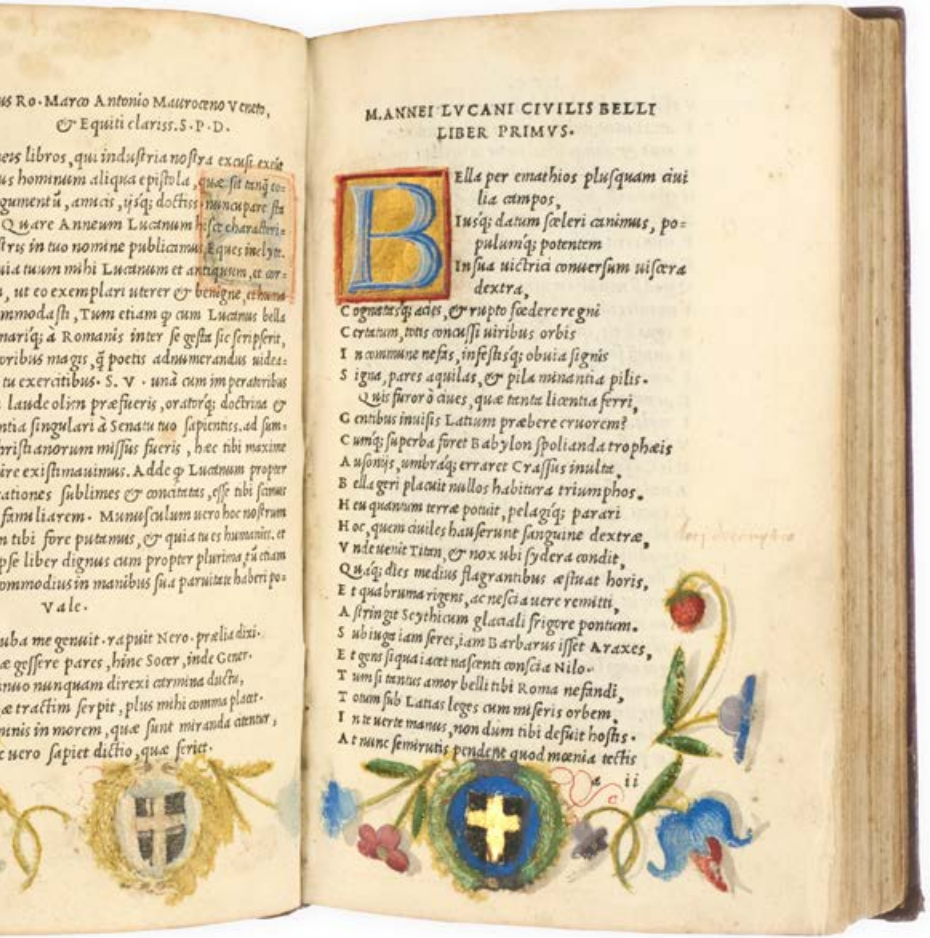 us Ro. Marco Antonio Mauroceno Veneto,
& Equiti clariss. S. P. D.
libros, qui industria nostra excusi
us hominum aliqua epistola, quæ sit tanq̃ co=
gumentũ, amicis, ijsq; doctiss. nuncupare sta
Quare Anneum Lucanum hisce characteri=
stris in tuo nomine publicamus, Eques inclyte.
uia tuum mihi Lucanum et antiquum, et cor=
, ut eo exemplari uterer & benigne, et huma
mmodasti, Tum etiam q̃ cum Lucanus bella
nariq; à Romanis inter se gesta sic scripserit,
oribus magis, q̃ poetis adnumerandus uidea=
tu exercitibus. S. V. unà cum imperatoribus
laude olim præfueris, oratorq; doctrina &
ntia singulari à Senatu tuo sapientiss. ad sum=
hristianorum missus fueris, hæc tibi maxime
ire existimauimus. Adde q̃ Lucanum propter
ationes sublimes & concitatas, esse tibi scimus
familiarem. Munusculum uero hoc nostrum
n tibi fore putamus, & quia tu es humanus, et
pse liber dignus cum propter plurima, tũ etiam
ommodius in manibus sua paruitate haberi po=
Vale.
uba me genuit. rapuit Nero. prælia dixi.
æ gessere pares, hinc Socer, inde Gener.
inuo nunquam direxi carmina ductu,
æ tractim serpit, plus mihi comma placet.
minis in morem, quæ sunt miranda citentur,
c uero sapiet dictio, quæ feriet.
M. ANNEI LVCANI CIVILIS BELLI
LIBER PRIMVS.
BElla per emathios plusquam ciui
lia campos,
Iusq; datum sceleri canimus, po=
pulumq; potentem
In sua uictrici conuersum uiscera
dextra,
Cognatasq; acies, & rupto fœdere regni
Certatum, totis concussi uiribus orbis
In commune nefas, infestisq; obuia signis
Signa, pares aquilas, & pila minantia pilis.
Quis furor ò ciues, quæ tanta licentia ferri,
Gentibus inuisis Latium præbere cruorem?
Cumq; superba foret Babylon spolianda trophæis
Ausonijs, umbraq; erraret Crassus inulta,
Bella geri placuit nullos habitura triumphos.
Heu quantum terræ potuit, pelagiq; parari
Hoc, quem ciuiles hauserunt sanguine dextræ,
Vnde uenit Titan, & nox ubi sydera condit,
Quaq; dies medius flagrantibus æstuat horis,
Et qua bruma rigens, ac nescia uere remitti,
Astringit Scythicum glaciali frigore pontum.
Sub iuga iam seres, iam Barbarus isset Araxes,
Et gens siqua iacet nascenti conscia Nilo.
Tum si tantus amor belli tibi Roma nefandi,
Totum sub Latias leges cum miseris orbem,
In te uerte manus, non dum tibi defuit hostis.
At nunc semirutis pendent quod mœnia tectis
a ii